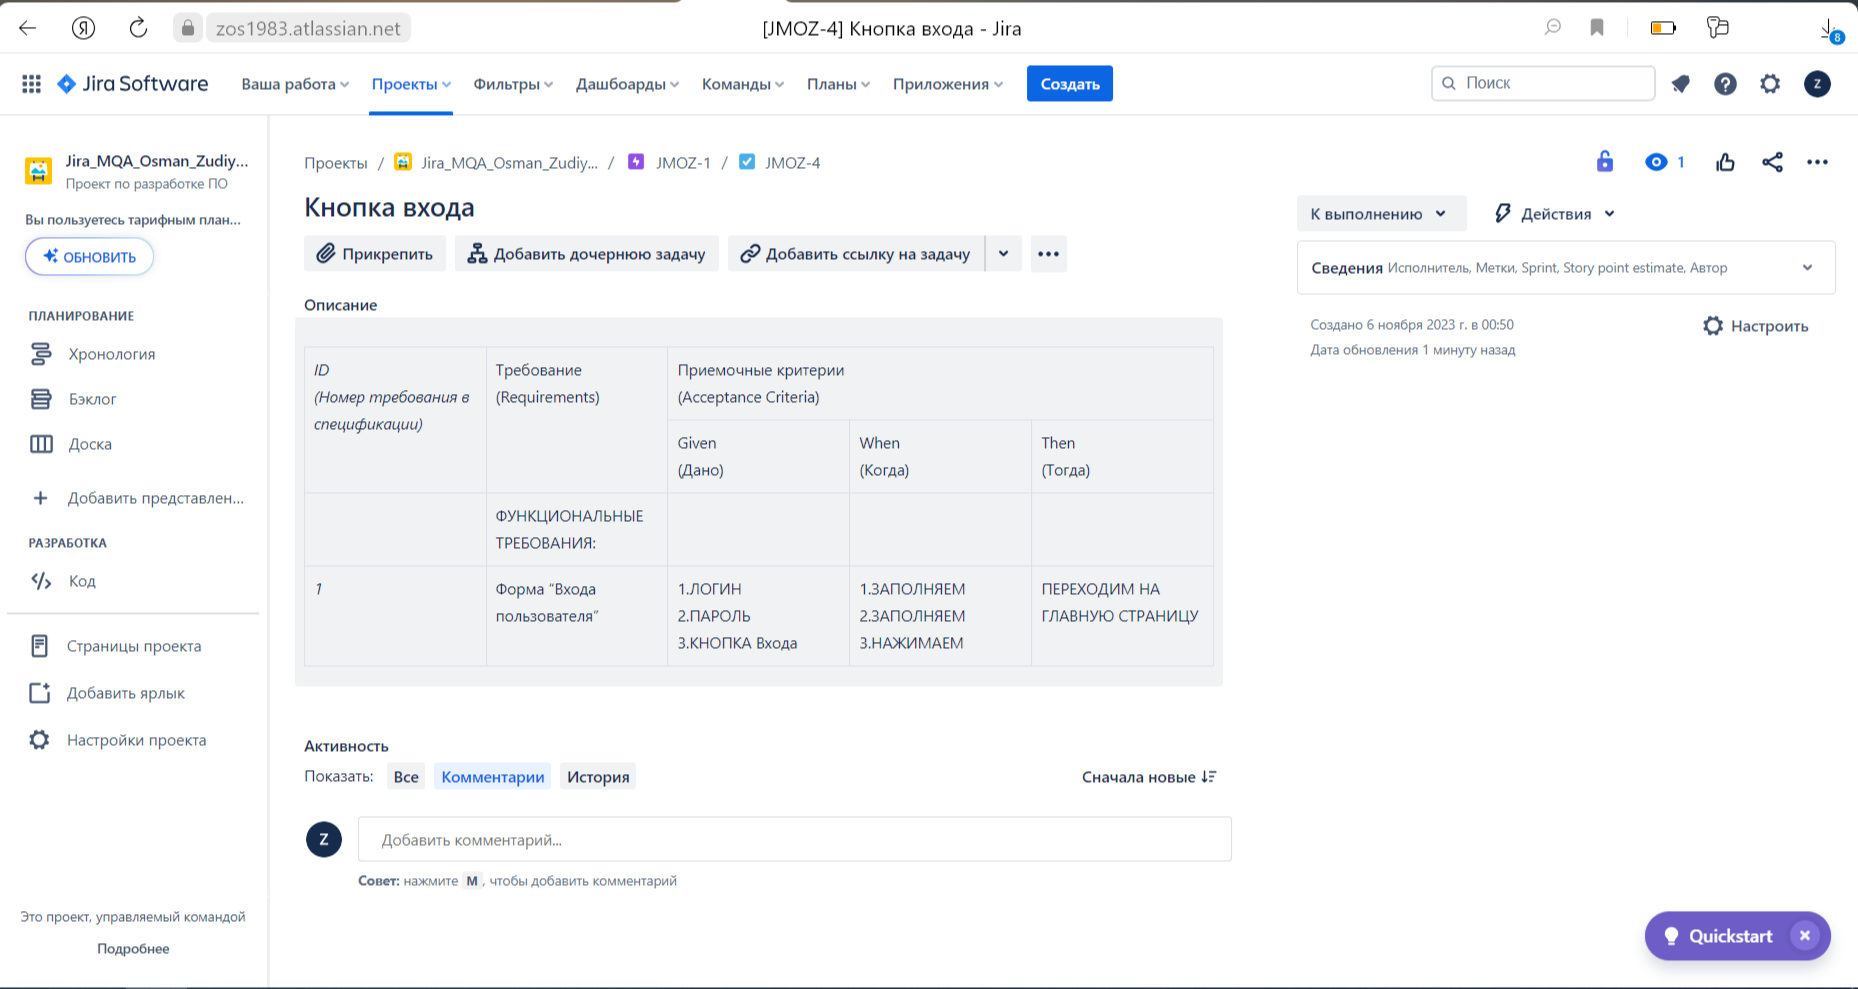 Я
zos1983.atlassian.net
[JMOZ-4] Кнопка входа - Jira
8
Jira Software
Ваша работа
Проекты
Фильтры
Дашборды
Команды
Планы
Приложения
Создать
Поиск
Z
Jira_MQA_Osman_Zudiy...
Проект по разработке ПО
Вы пользуетесь тарифным план...
ОБНОВИТЬ
ПЛАНИРОВАНИЕ
Хронология
Бэклог
Доска
Добавить представлен...
РАЗРАБОТКА
Код
Страницы проекта
Добавить ярлык
Настройки проекта
Это проект, управляемый командой
Подробнее
Проекты / Jira_MQA_Osman_Zudiy... / JMOZ-1 / JMOZ-4
1
Кнопка входа
Прикрепить
Добавить дочернюю задачу
Добавить ссылку на задачу
Описание
ID
(Номер требования в
спецификации)
Требование
(Requirements)
Приемочные критерии
(Acceptance Criteria)
Given
(Дано)
When
(Когда)
Then
(Тогда)
ФУНКЦИОНАЛЬНЫЕ
ТРЕБОВАНИЯ:
1
Форма “Входа
пользователя”
1.ЛОГИН
2.ПАРОЛЬ
3.КНОПКА Входа
1.ЗАПОЛНЯЕМ
2.ЗАПОЛНЯЕМ
3.НАЖИМАЕМ
ПЕРЕХОДИМ НА
ГЛАВНУЮ СТРАНИЦУ
Активность
Показать: Все Комментарии История
Сначала новые
Z
Добавить комментарий...
Совет: нажмите M, чтобы добавить комментарий
К выполнению
Действия
Сведения Исполнитель, Метки, Sprint, Story point estimate, Автор
Создано 6 ноября 2023 г. в 00:50
Дата обновления 1 минуту назад
Настроить
Quickstart